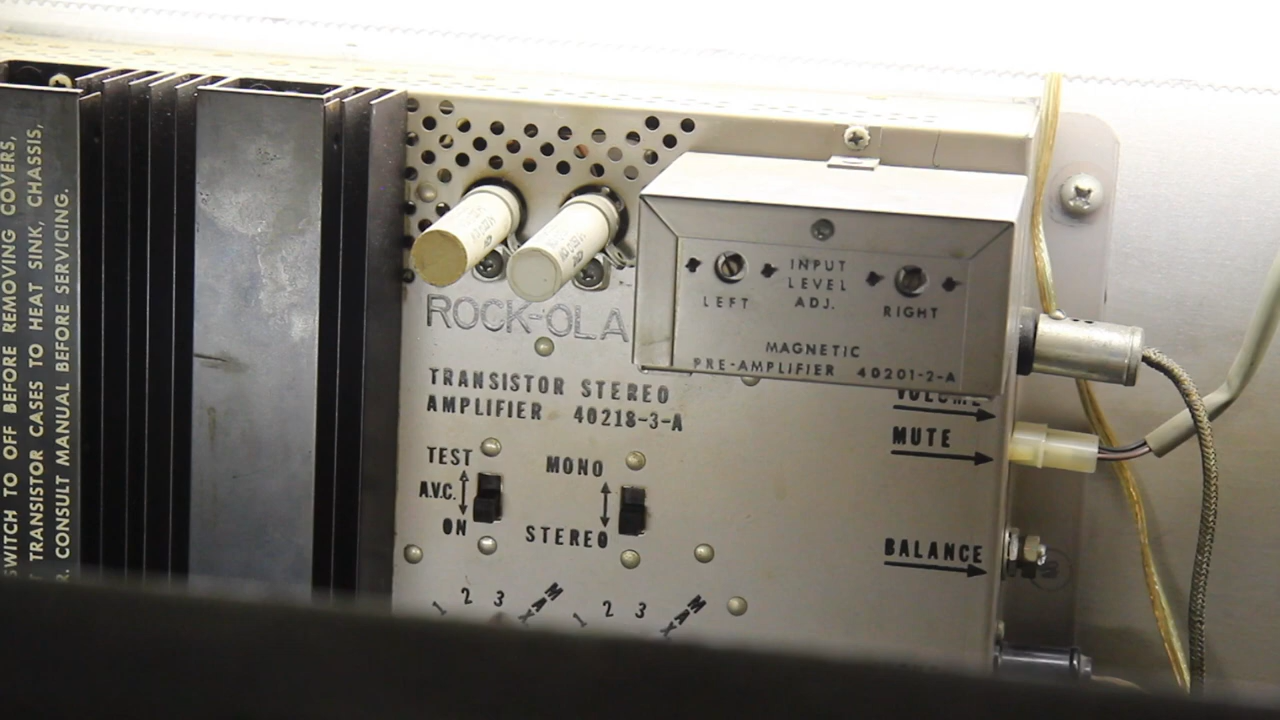 SWITCH TO OFF BEFORE REMOVING COVERS,
TRANSISTOR CASES TO HEAT SINK, CHASSIS,
R. CONSULT MANUAL BEFORE SERVICING.
ROCK-OLA
TRANSISTOR STEREO
AMPLIFIER 40218-3-A
TEST
A.V.C.
ON
MONO
STEREO
1 2 3 MAX
1 2 3 MAX
INPUT
LEVEL
ADJ.
LEFT
RIGHT
MAGNETIC
PRE-AMPLIFIER 40201-2-A
VOLUME
MUTE
BALANCE